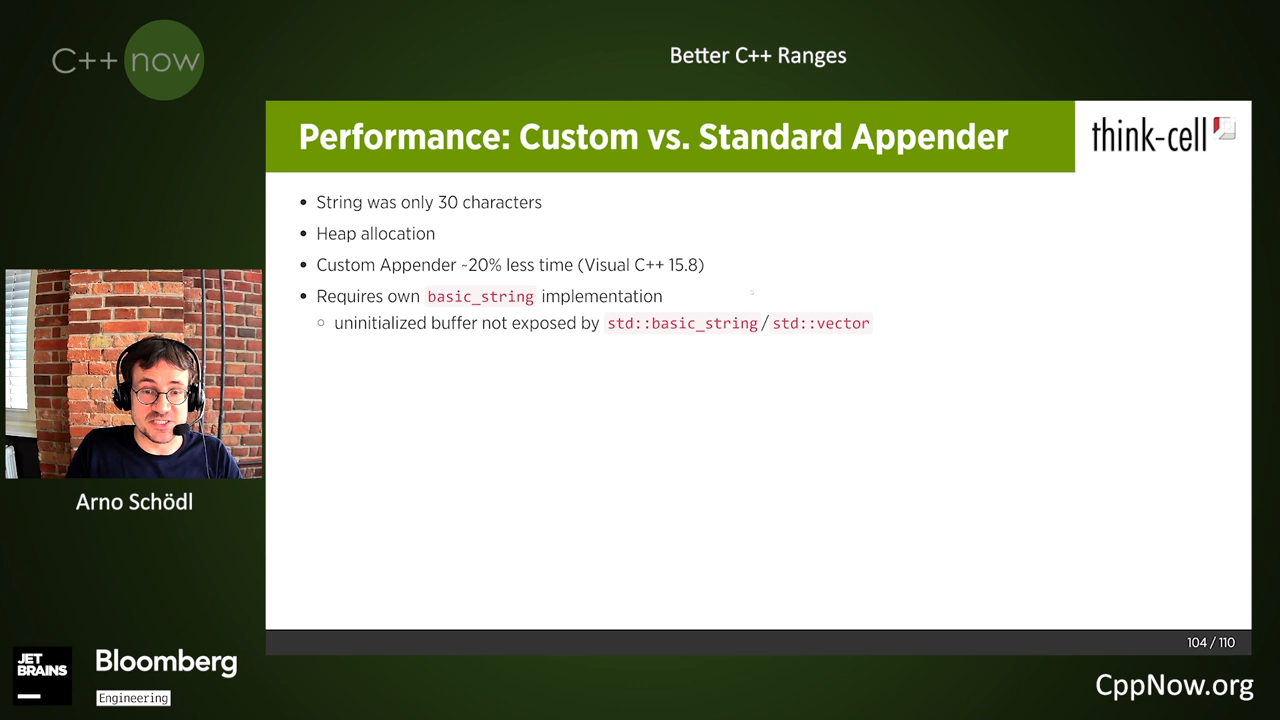 C++ now
Better C++ Ranges
Performance: Custom vs. Standard Appender
think-cell
• String was only 30 characters
• Heap allocation
• Custom Appender ~20% less time (Visual C++ 15.8)
• Requires own basic_string implementation
○ uninitialized buffer not exposed by std::basic_string/std::vector
Arno Schödl
104 / 110
JET
BRAINS
Bloomberg
Engineering
CppNow.org